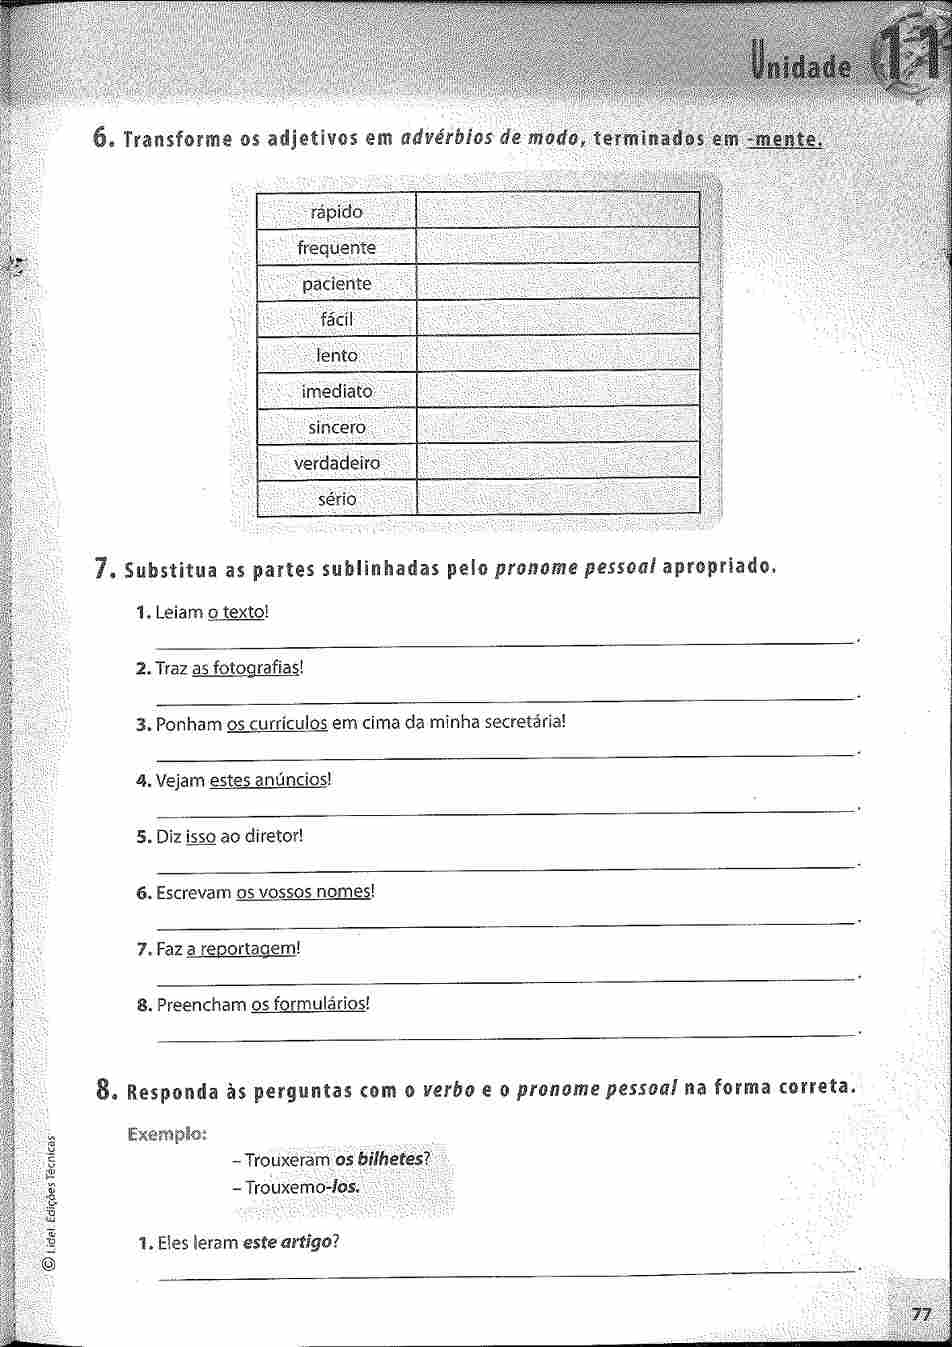 Unidade 11
6. Transforme os adjetivos em advérbios de modo, terminados em -mente.
rápido
frequente
paciente
fácil
lento
imediato
sincero
verdadeiro
sério
7. Substitua as partes sublinhadas pelo pronome pessoal apropriado.
1. Leiam o texto!
.
2. Traz as fotografias!
.
3. Ponham os currículos em cima da minha secretária!
.
4. Vejam estes anúncios!
.
5. Diz isso ao diretor!
.
6. Escrevam os vossos nomes!
.
7. Faz a reportagem!
.
8. Preencham os formulários!
.
8. Responda às perguntas com o verbo e o pronome pessoal na forma correta.
Exemplo:
– Trouxeram os bilhetes?
– Trouxemo-los.
1. Eles leram este artigo?
.
© Lidel Edições Técnicas
77